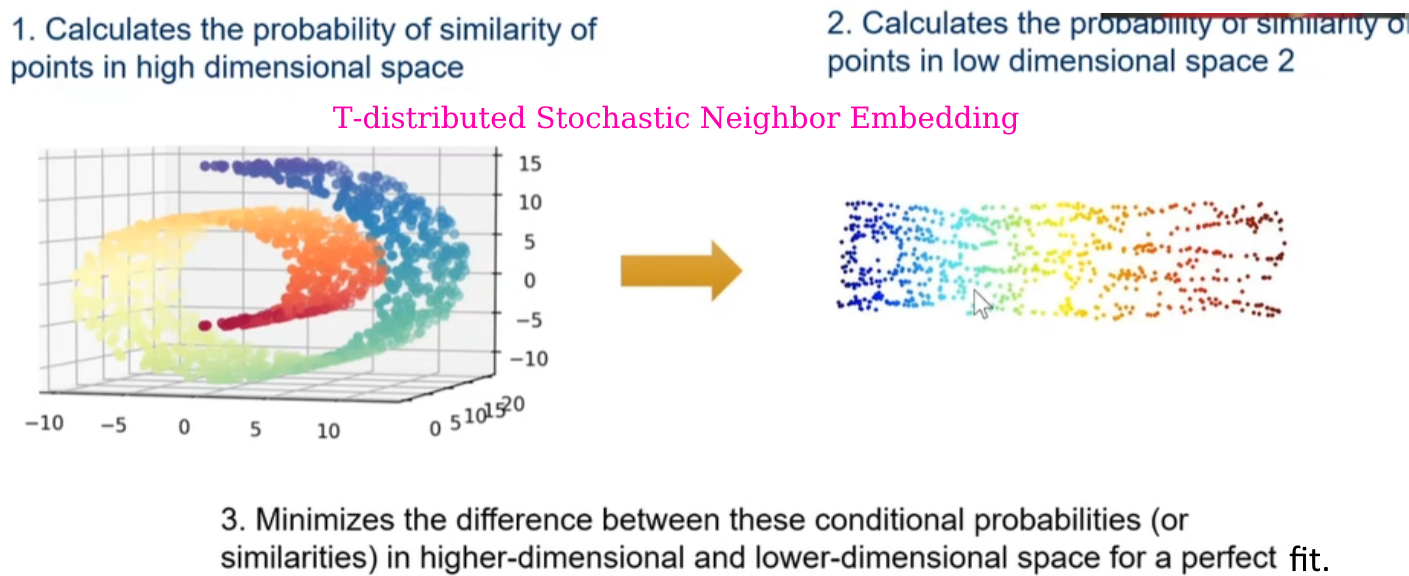 1. Calculates the probability of similarity of
points in high dimensional space
2. Calculates the probability of similarity of
points in low dimensional space 2
T-distributed Stochastic Neighbor Embedding
15
10
5
0
−5
−10
−10 −5 0 5 10
0 5 10 15 20
3. Minimizes the difference between these conditional probabilities (or
similarities) in higher-dimensional and lower-dimensional space for a perfect fit.